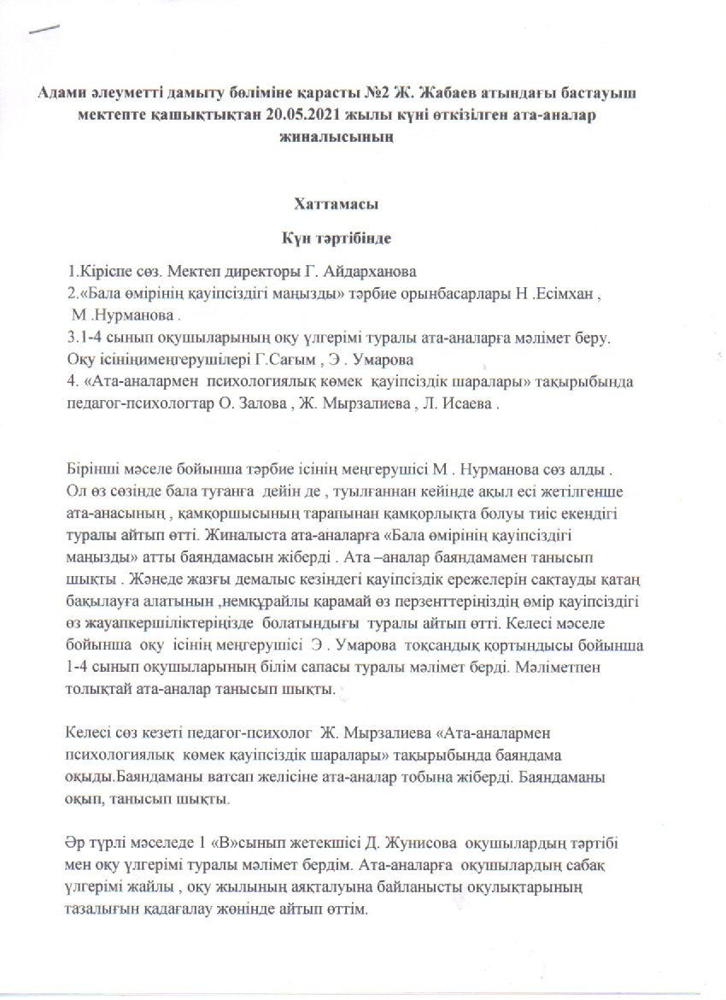 Адами әлеуметті дамыту бөліміне қарасты №2 Ж. Жабаев атындағы бастауыш
мектепте қашықтықтан 20.05.2021 жылы күні өткізілген ата-аналар
жиналысының
Хаттамасы
Күн тәртібінде
1.Кіріспе сөз. Мектеп директоры Г. Айдарханова
2.«Бала өмірінің қауіпсіздігі маңызды» тәрбие орынбасарлары Н .Есімхан ,
М .Нурманова .
3.1-4 сынып оқушыларының оқу үлгерімі туралы ата-аналарға мәлімет беру.
Оқу ісініңимеңгерушілері Г.Сағым , Э . Умарова
4. «Ата-аналармен психологиялық көмек қауіпсіздік шаралары» тақырыбында
педагог-психологтар О. Залова , Ж. Мырзалиева , Л. Исаева .
Бірінші мәселе бойынша тәрбие ісінің меңгерушісі М . Нурманова сөз алды .
Ол өз сөзінде бала туғанға дейін де , туылғаннан кейінде ақыл есі жетілгенше
ата-анасының , қамқоршысының тарапынан қамқорлықта болуы тиіс екендігі
туралы айтып өтті. Жиналыста ата-аналарға «Бала өмірінің қауіпсіздігі
маңызды» атты баяндамасын жіберді . Ата –аналар баяндамамен танысып
шықты . Жәнеде жазғы демалыс кезіндегі қауіпсіздік ережелерін сақтауды қатаң
бақылауға алатын ,немқұрайлы қарамай өз перзенттеріңіздің өмір қауіпсіздігі
өз жауапкершіліктеріңізде болатындығы туралы айтып өтті. Келесі мәселе
бойынша оқу ісінің меңгерушісі Э . Умарова тоқсандық қортындысы бойынша
1-4 сынып оқушыларының білім сапасы туралы мәлімет берді. Мәліметпен
толықтай ата-аналар танысып шықты.
Келесі сөз кезеті педагог-психолог Ж. Мырзалиева «Ата-аналармен
психологиялық көмек қауіпсіздік шаралары» тақырыбында баяндама
оқыды.Баяндаманы ватсап желісіне ата-аналар тобына жіберді. Баяндаманы
оқып, танысып шықты.
Әр түрлі мәселеде 1 «В»сынып жетекшісі Д. Жунисова оқушылардың тәртібі
мен оқу үлгерімі туралы мәлімет бердім. Ата-аналарға оқушылардың сабақ
үлгерімі жайлы , оқу жылының аяқталуына байланысты оқулықтарының
тазалығын қадағалау жөнінде айтып өттім.